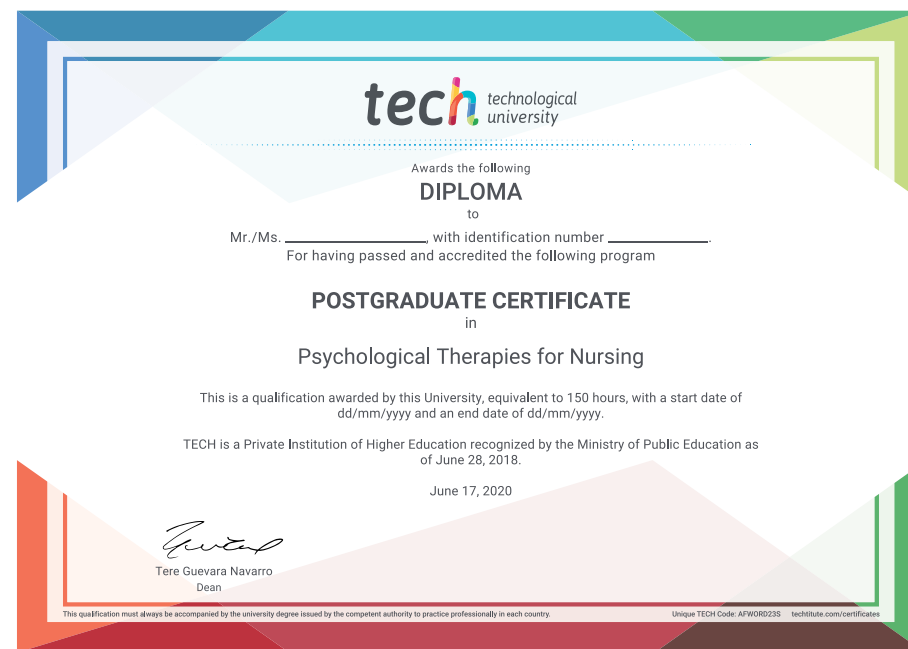 tech technological
university
Awards the following
DIPLOMA
to
Mr./Ms. ____________________, with identification number ______________.
For having passed and accredited the following program
POSTGRADUATE CERTIFICATE
in
Psychological Therapies for Nursing
This is a qualification awarded by this University, equivalent to 150 hours, with a start date of
dd/mm/yyyy and an end date of dd/mm/yyyy.
TECH is a Private Institution of Higher Education recognized by the Ministry of Public Education as
of June 28, 2018.
June 17, 2020
Tere Guevara Navarro
Dean
This qualification must always be accompanied by the university degree issued by the competent authority to practice professionally in each country. Unique TECH Code: AFWORD23S techtitute.com/certificates